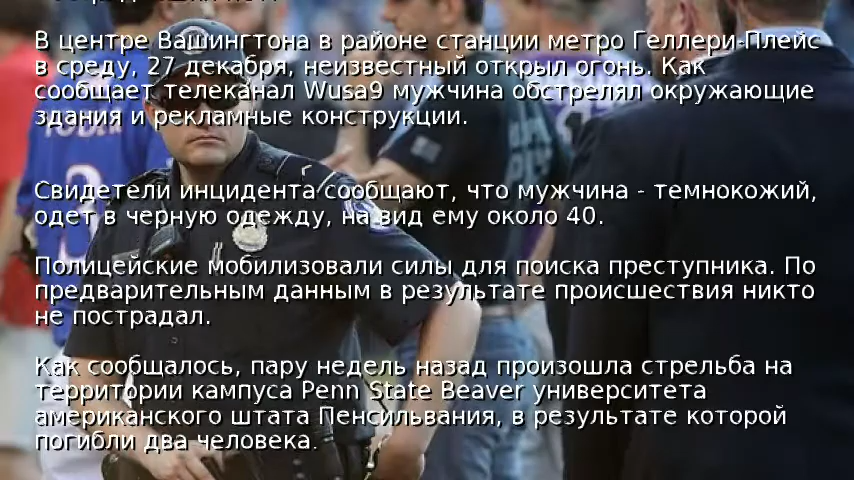 В центре Вашингтона в районе станции метро Геллери-Плейс
в среду, 27 декабря, неизвестный открыл огонь. Как
сообщает телеканал Wusa9 мужчина обстрелял окружающие
здания и рекламные конструкции.
Свидетели инцидента сообщают, что мужчина - темнокожий,
одет в черную одежду, на вид ему около 40.
Полицейские мобилизовали силы для поиска преступника. По
предварительным данным в результате происшествия никто
не пострадал.
Как сообщалось, пару недель назад произошла стрельба на
территории кампуса Penn State Beaver университета
американского штата Пенсильвания, в результате которой
погибли два человека.